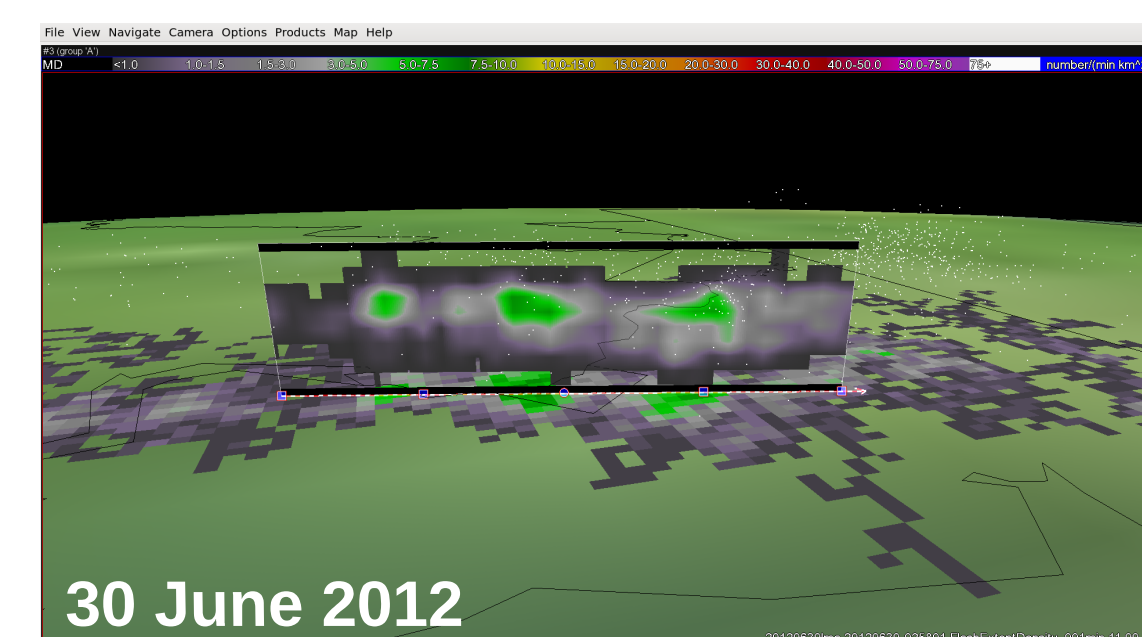 File View Navigate Camera Options Products Map Help
#3 (group 'A')
MD <1.0 1.0-1.5 1.5-3.0 3.0-5.0 5.0-7.5 7.5-10.0 10.0-15.0 15.0-20.0 20.0-30.0 30.0-40.0 40.0-50.0 50.0-75.0 75+ number/(min km^
30 June 2012